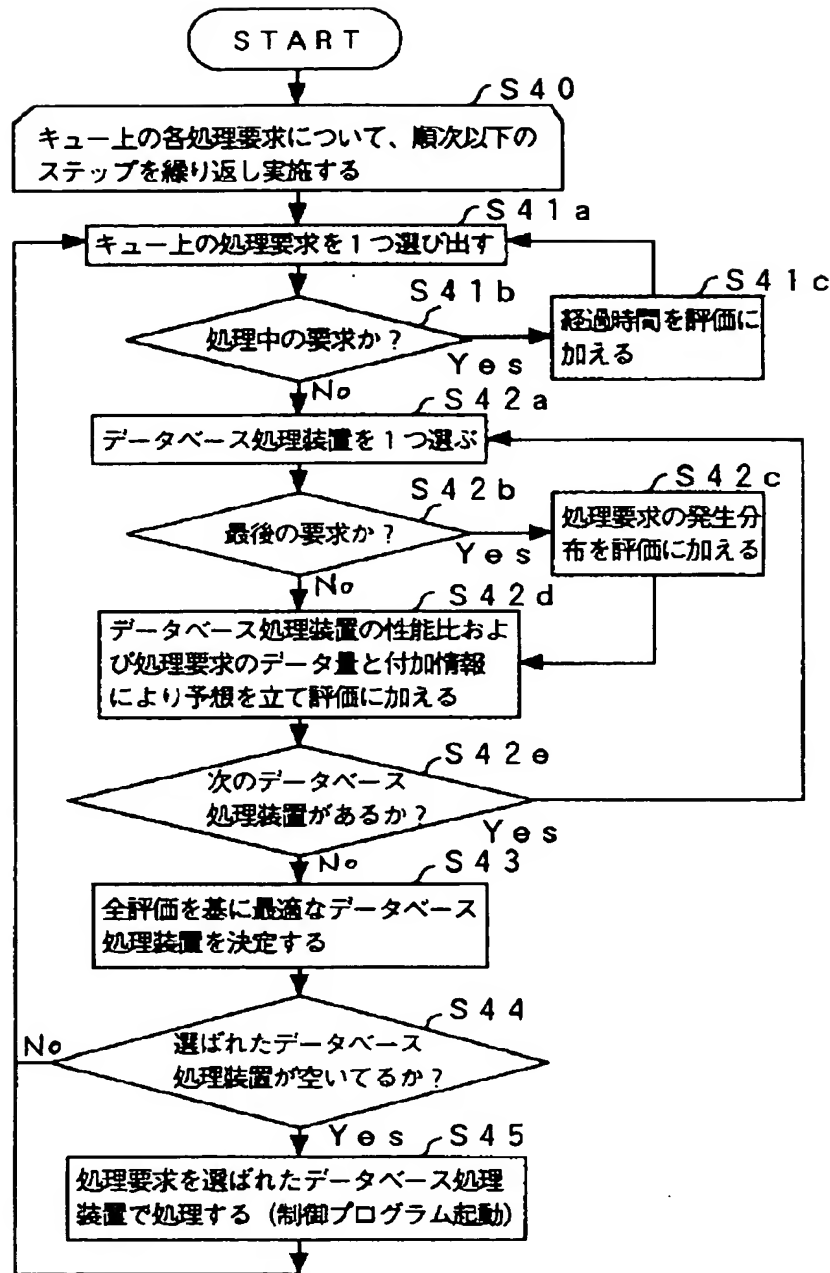 START
S40
キュー上の各処理要求について、順次以下の
ステップを繰り返し実施する
S41a
キュー上の処理要求を1つ選び出す
S41b
処理中の要求か?
Yes
No
S41c
経過時間を評価に
加える
S42a
データベース処理装置を1つ選ぶ
S42b
最後の要求か?
Yes
No
S42c
処理要求の発生分
布を評価に加える
S42d
データベース処理装置の性能比およ
び処理要求のデータ量と付加情報
により予想を立て評価に加える
S42e
次のデータベース
処理装置があるか?
Yes
No
S43
全評価を基に最適なデータベース
処理装置を決定する
S44
選ばれたデータベース
処理装置が空いてるか?
No
Yes
S45
処理要求を選ばれたデータベース処理
装置で処理する(制御プログラム起動)